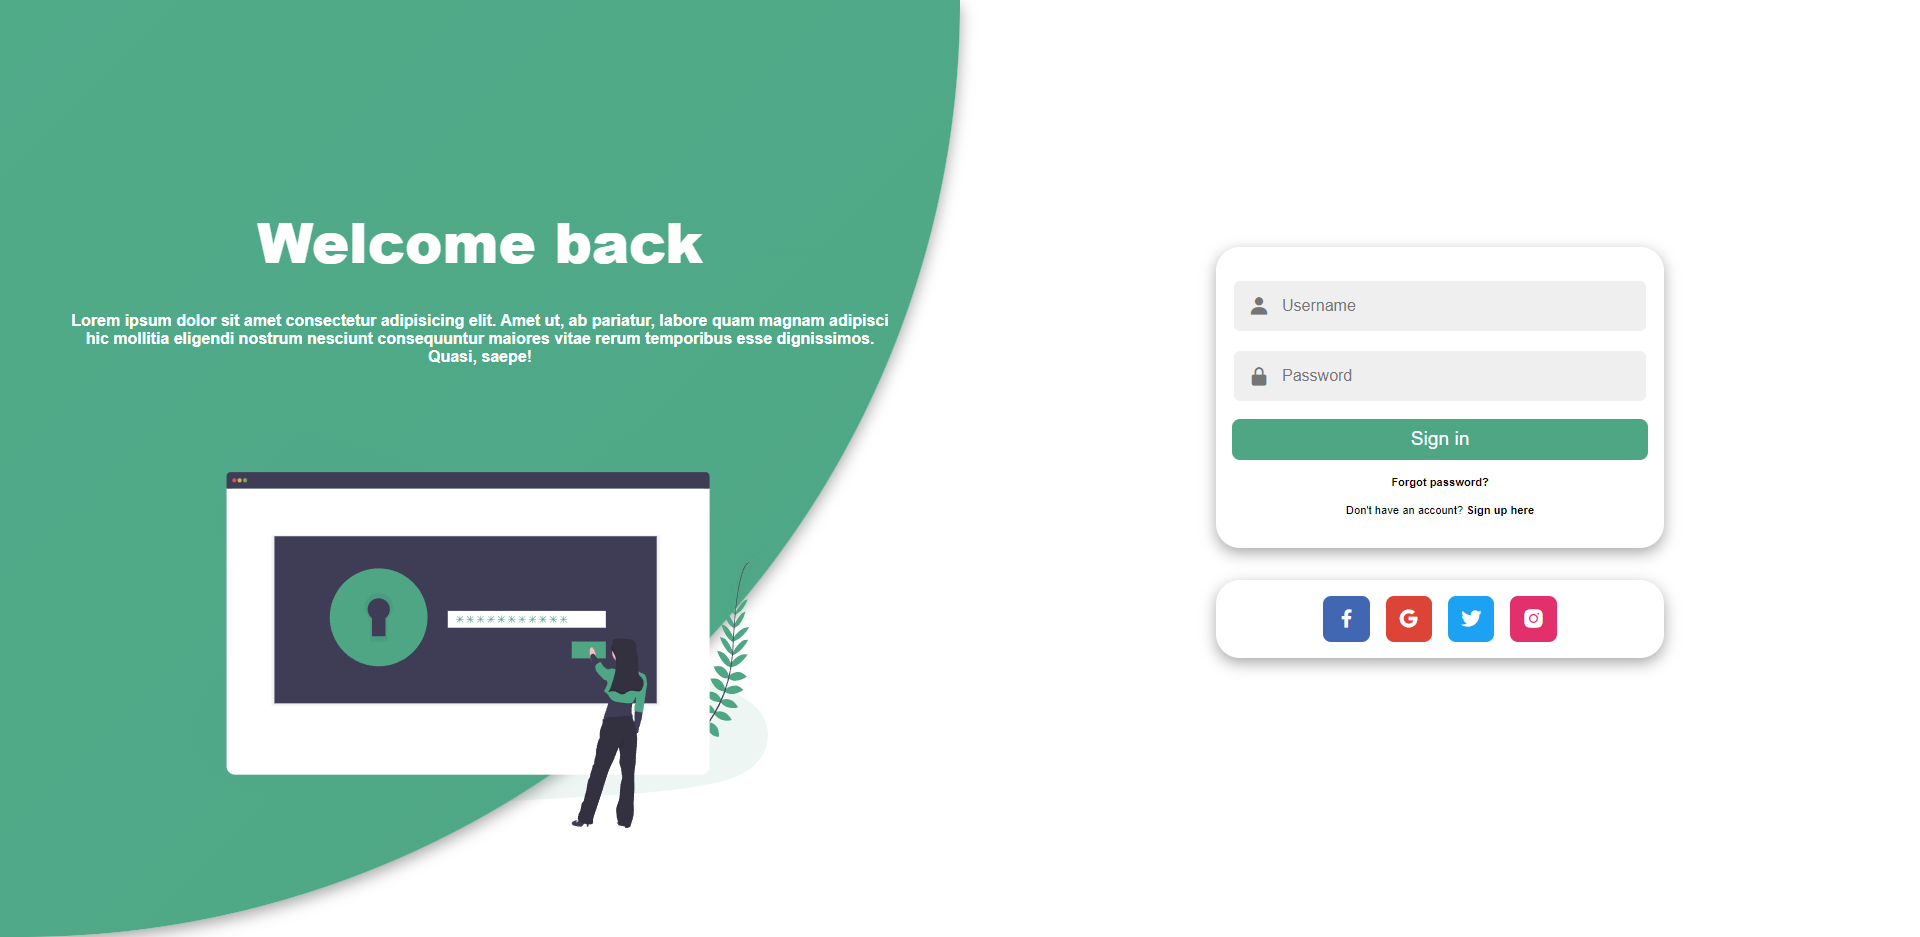 Welcome back
Lorem ipsum dolor sit amet consectetur adipisicing elit. Amet ut, ab pariatur, labore quam magnam adipisci
hic mollitia eligendi nostrum nesciunt consequuntur maiores vitae rerum temporibus esse dignissimos.
Quasi, saepe!
***********
Username
Password
Sign in
Forgot password?
Don't have an account? Sign up here